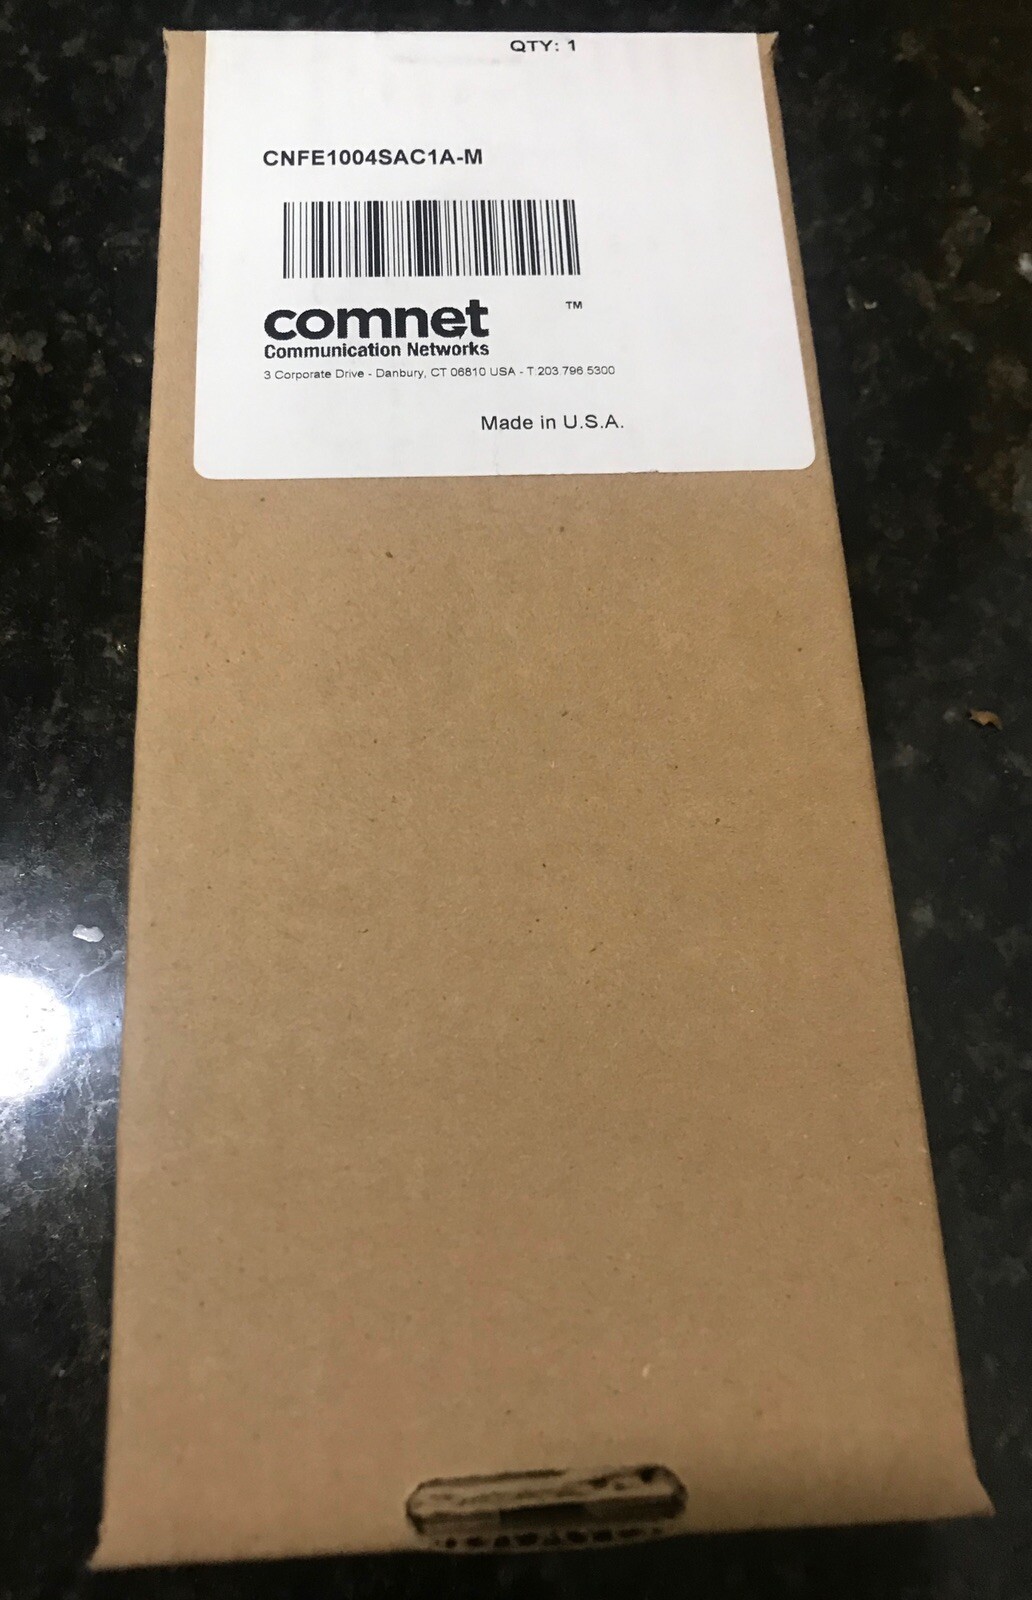 QTY: 1
CNFE1004SAC1A-M
comnet TM
Communication Networks
3 Corporate Drive - Danbury, CT 06810 USA - T:203.796.5300
Made in U.S.A.